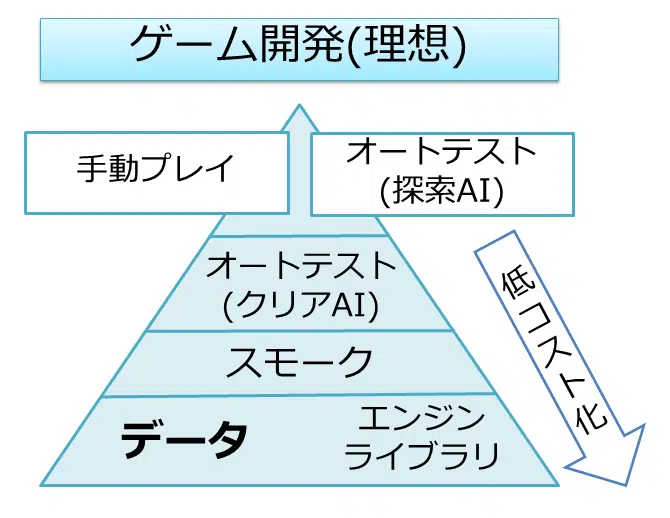 ゲーム開発(理想)
手動プレイ
オートテスト
(探索AI)
オートテスト
(クリアAI)
スモーク
データ
エンジン
ライブラリ
低コスト化